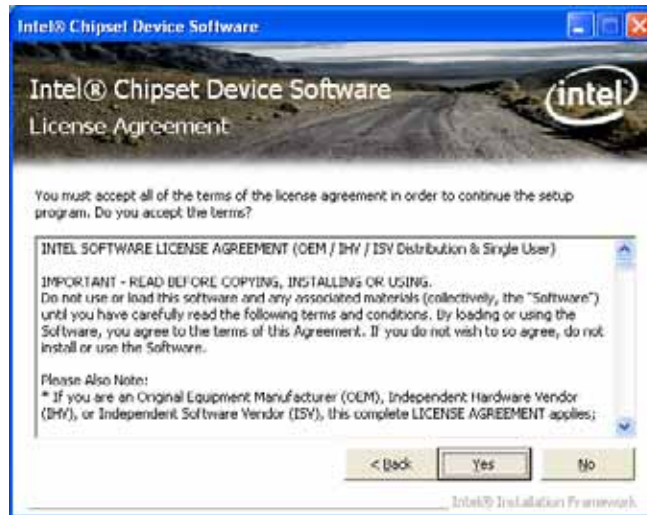 Intel® Chipset Device Software
Intel® Chipset Device Software
intel
License Agreement
You must accept all of the terms of the license agreement in order to continue the setup
program. Do you accept the terms?
INTEL SOFTWARE LICENSE AGREEMENT (OEM / IHV / ISV Distribution & Single User)
IMPORTANT - READ BEFORE COPYING, INSTALLING OR USING.
Do not use or load this software and any associated materials (collectively, the "Software")
until you have carefully read the following terms and conditions. By loading or using the
Software, you agree to the terms of this Agreement. If you do not wish to so agree, do not
install or use the Software.
Please Also Note:
* If you are an Original Equipment Manufacturer (OEM), Independent Hardware Vendor
(IHV), or Independent Software Vendor (ISV), this complete LICENSE AGREEMENT applies;
< Back Yes No
Intel® Installation Framework